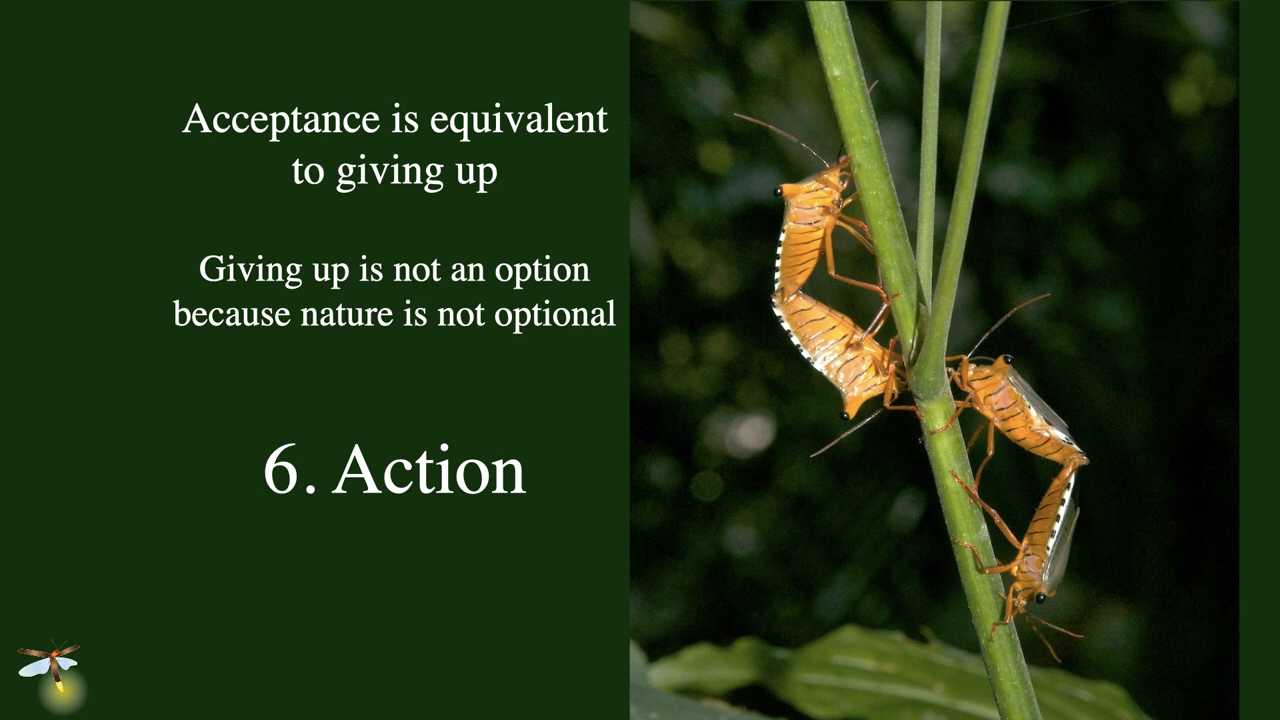 Acceptance is equivalent
to giving up
Giving up is not an option
because nature is not optional
6. Action